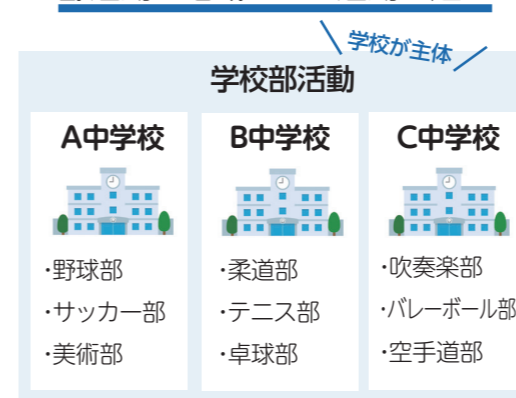 学校が主体
学校部活動
A中学校
・野球部
・サッカー部
・美術部
B中学校
・柔道部
・テニス部
・卓球部
C中学校
・吹奏楽部
・バレーボール部
・空手道部